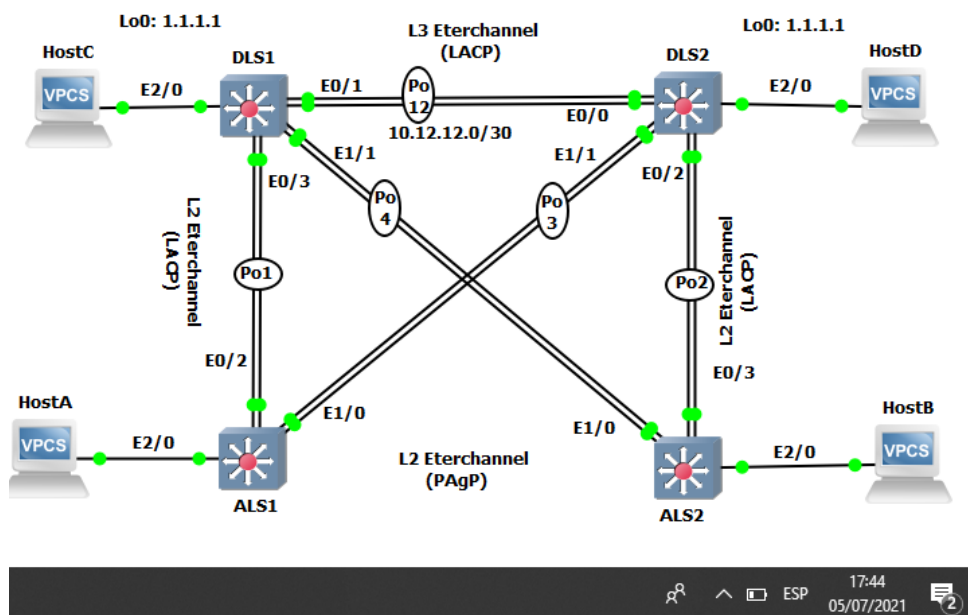 Lo0: 1.1.1.1
L3 Eterchannel
(LACP)
Lo0: 1.1.1.1
HostC
DLS1
DLS2
HostD
VPCS
E2/0
E0/1
Po
12
E0/0
E2/0
VPCS
10.12.12.0/30
E1/1
E1/1
E0/3
E0/2
Po
4
Po
3
L2 Eterchannel
(LACP)
Po1
Po2
L2 Eterchannel
(LACP)
E0/2
E0/3
HostA
E1/0
E1/0
HostB
VPCS
E2/0
E2/0
VPCS
L2 Eterchannel
(PAgP)
ALS1
ALS2
ESP
17:44
05/07/2021
2